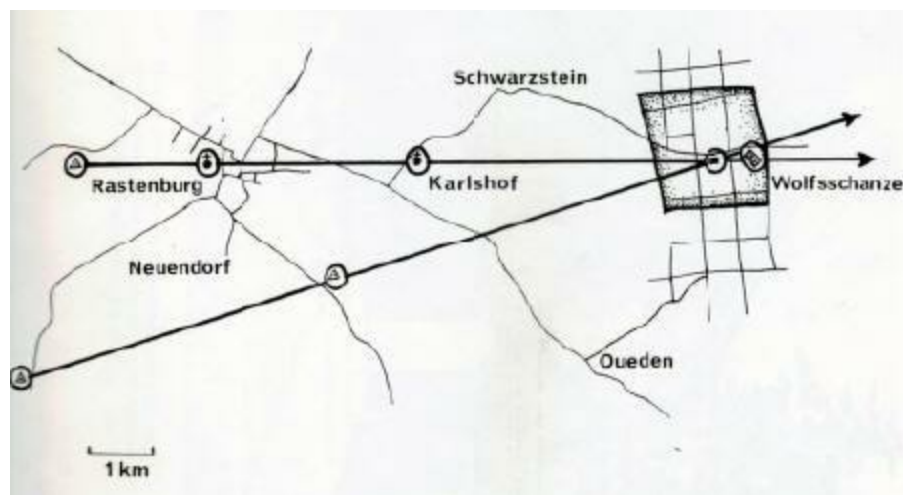 Schwarzstein
Rastenburg
Karlshof
Wolfsschanze
Neuendorf
Queden
1km